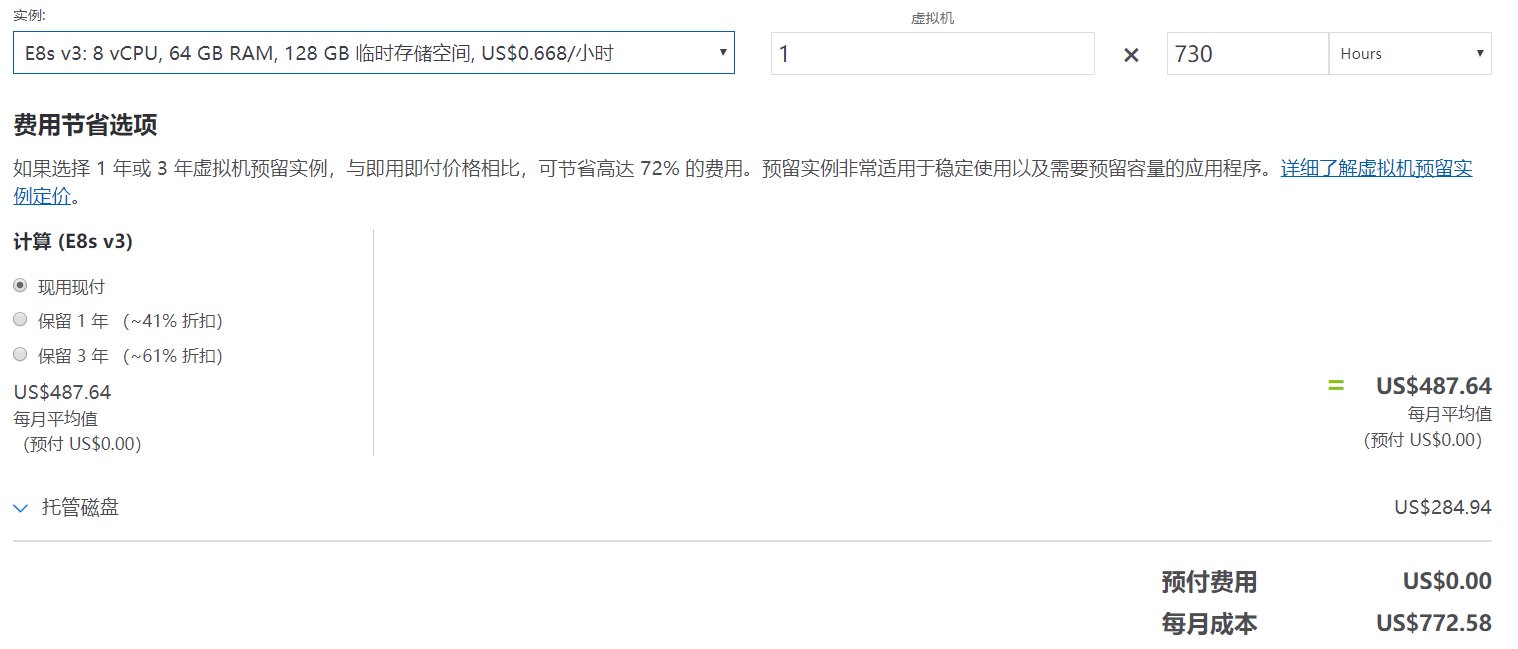 实例:
虚拟机
E8s v3: 8 vCPU, 64 GB RAM, 128 GB 临时存储空间, US$0.668/小时
1
×
730
Hours
费用节省选项
如果选择 1 年或 3 年虚拟机预留实例，与即用即付价格相比，可节省高达 72% 的费用。预留实例非常适用于稳定使用以及需要预留容量的应用程序。详细了解虚拟机预留实
例定价。
计算 (E8s v3)
现用现付
保留 1 年 （~41% 折扣）
保留 3 年 （~61% 折扣）
US$487.64
每月平均值
（预付 US$0.00）
= US$487.64
每月平均值
（预付 US$0.00）
托管磁盘
US$284.94
预付费用 US$0.00
每月成本 US$772.58